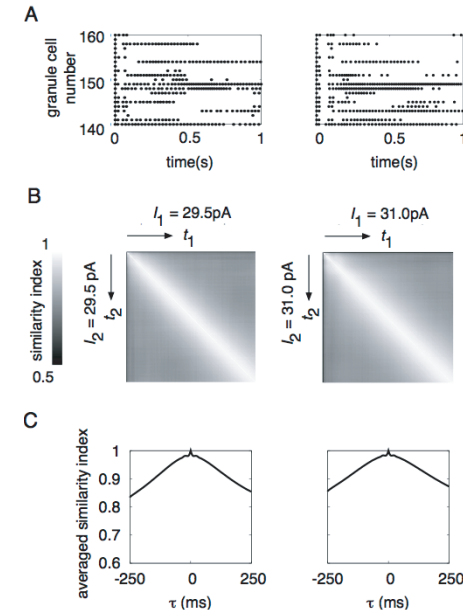 A
granule cell
number
160
150
140
0
0.5
1
time(s)
160
150
140
0
0.5
1
time(s)
B
1
similarity index
0.5
I1 = 29.5pA
t1
I2 = 29.5 pA
t2
I1 = 31.0pA
t1
I2 = 31.0 pA
t2
C
averaged similarity index
1
0.9
0.8
0.7
0.6
-250
0
250
τ (ms)
-250
0
250
τ (ms)